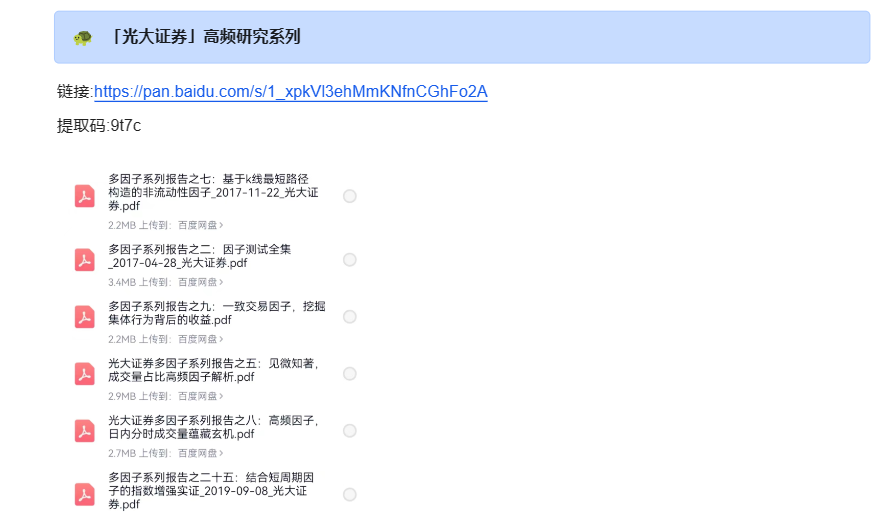 「光大证券」高频研究系列
链接:https://pan.baidu.com/s/1_xpkVl3ehMmKNfnCGhFo2A
提取码:9t7c
多因子系列报告之七：基于k线最短路径
构造的非流动性因子_2017-11-22_光大证
券.pdf
2.2MB 上传到：百度网盘>
多因子系列报告之二：因子测试全集
_2017-04-28_光大证券.pdf
3.4MB 上传到：百度网盘>
多因子系列报告之九：一致交易因子，挖掘
集体行为背后的收益.pdf
2.2MB 上传到：百度网盘>
光大证券多因子系列报告之五：见微知著，
成交量占比高频因子解析.pdf
2.9MB 上传到：百度网盘>
光大证券多因子系列报告之八：高频因子，
日内分时成交量蕴藏玄机.pdf
2.7MB 上传到：百度网盘>
多因子系列报告之二十五：结合短周期因
子的指数增强实证_2019-09-08_光大证
券.pdf